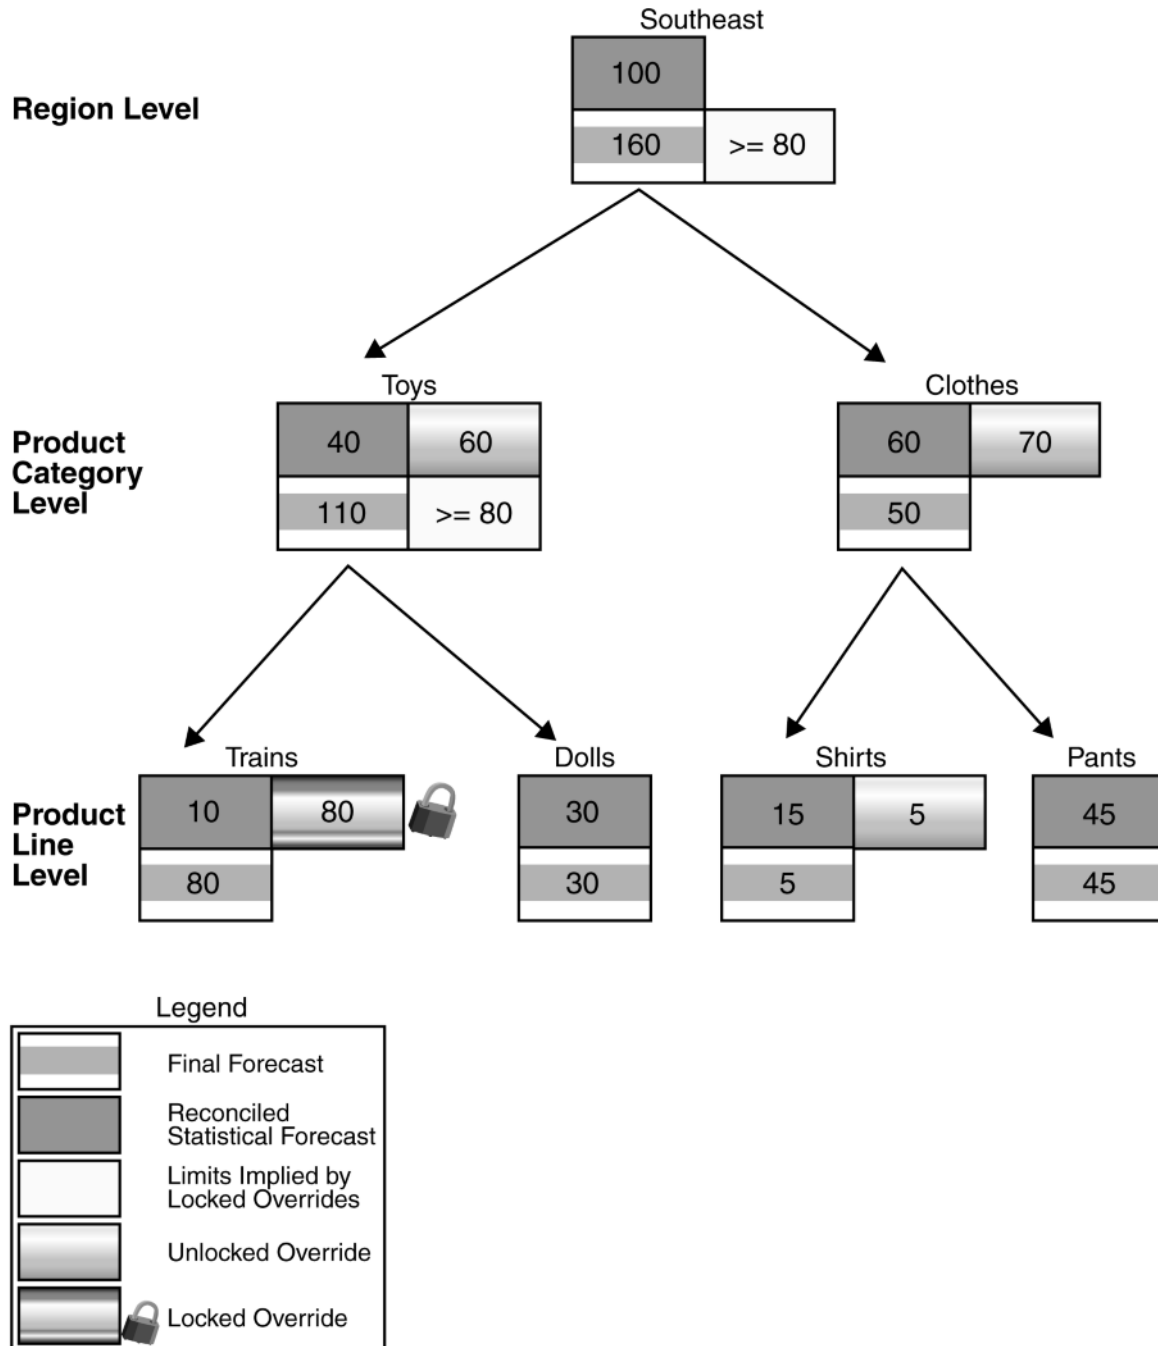 Southeast
100
Region Level
160
>= 80
Toys
Clothes
Product
Category
Level
40
60
60
70
110
>= 80
50
Trains
Dolls
Shirts
Pants
Product
Line
Level
10
80
30
15
5
45
80
30
5
45
Legend
Final Forecast
Reconciled
Statistical Forecast
Limits Implied by
Locked Overrides
Unlocked Override
Locked Override